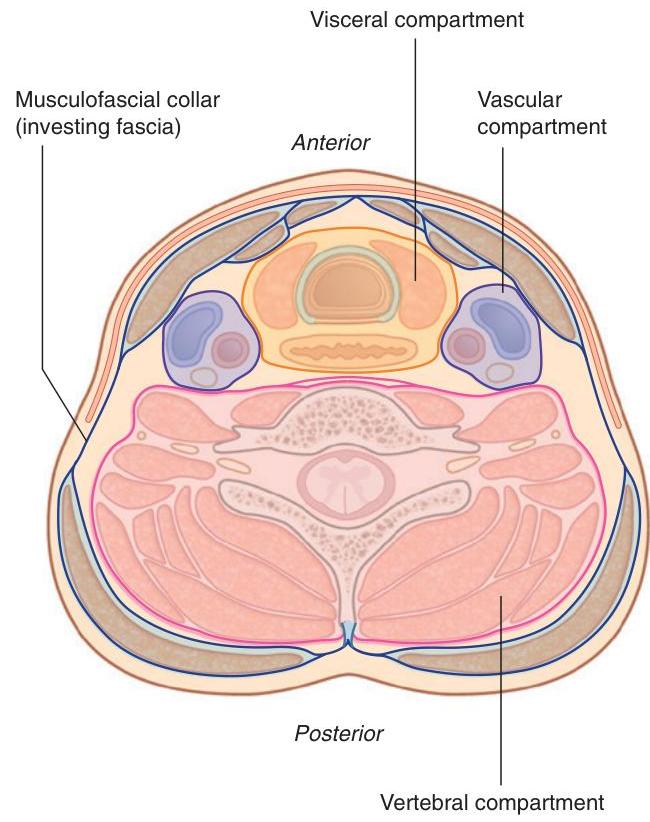 Visceral compartment
Musculofascial collar
(investing fascia)
Vascular
compartment
Anterior
Posterior
Vertebral compartment